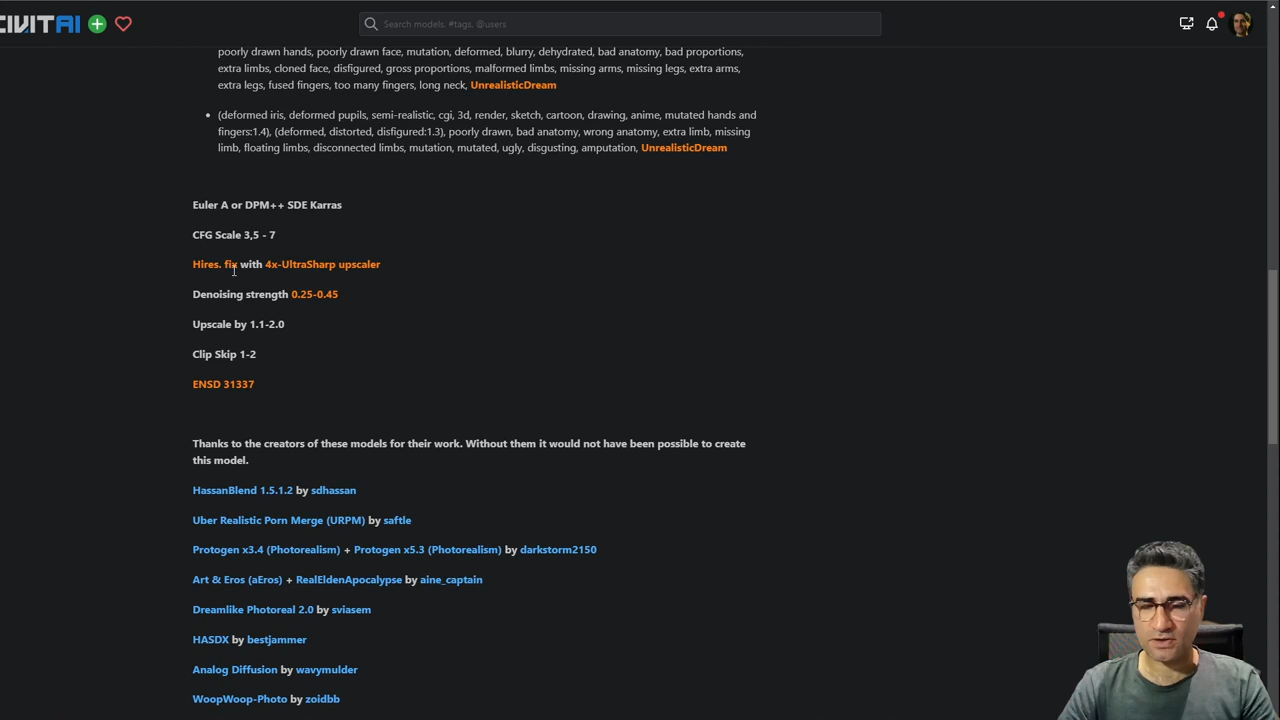 CIVITAI
Search models, #tags, @users
poorly drawn hands, poorly drawn face, mutation, deformed, blurry, dehydrated, bad anatomy, bad proportions,
extra limbs, cloned face, disfigured, gross proportions, malformed limbs, missing arms, missing legs, extra arms,
extra legs, fused fingers, too many fingers, long neck, UnrealisticDream
• (deformed iris, deformed pupils, semi-realistic, cgi, 3d, render, sketch, cartoon, drawing, anime, mutated hands and
fingers:1.4), (deformed, distorted, disfigured:1.3), poorly drawn, bad anatomy, wrong anatomy, extra limb, missing
limb, floating limbs, disconnected limbs, mutation, mutated, ugly, disgusting, amputation, UnrealisticDream
Euler A or DPM++ SDE Karras
CFG Scale 3,5 - 7
Hires. fix with 4x-UltraSharp upscaler
Denoising strength 0.25-0.45
Upscale by 1.1-2.0
Clip Skip 1-2
ENSD 31337
Thanks to the creators of these models for their work. Without them it would not have been possible to create
this model.
HassanBlend 1.5.1.2 by sdhassan
Uber Realistic Porn Merge (URPM) by saftle
Protogen x3.4 (Photorealism) + Protogen x5.3 (Photorealism) by darkstorm2150
Art & Eros (aEros) + RealEldenApocalypse by aine_captain
Dreamlike Photoreal 2.0 by sviasem
HASDX by bestjammer
Analog Diffusion by wavymulder
WoopWoop-Photo by zoidbb